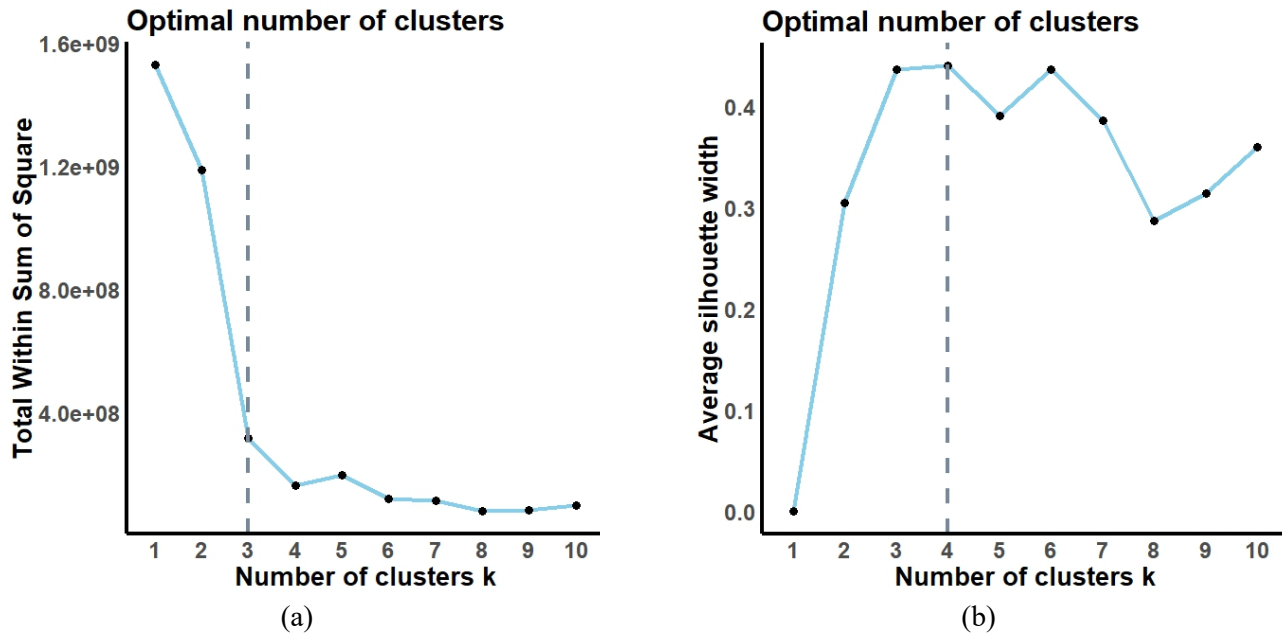 Optimal number of clusters
Total Within Sum of Square
1.6e+09
1.2e+09
8.0e+08
4.0e+08
1 2 3 4 5 6 7 8 9 10
Number of clusters k
(a)
Optimal number of clusters
Average silhouette width
0.4
0.3
0.2
0.1
0.0
1 2 3 4 5 6 7 8 9 10
Number of clusters k
(b)